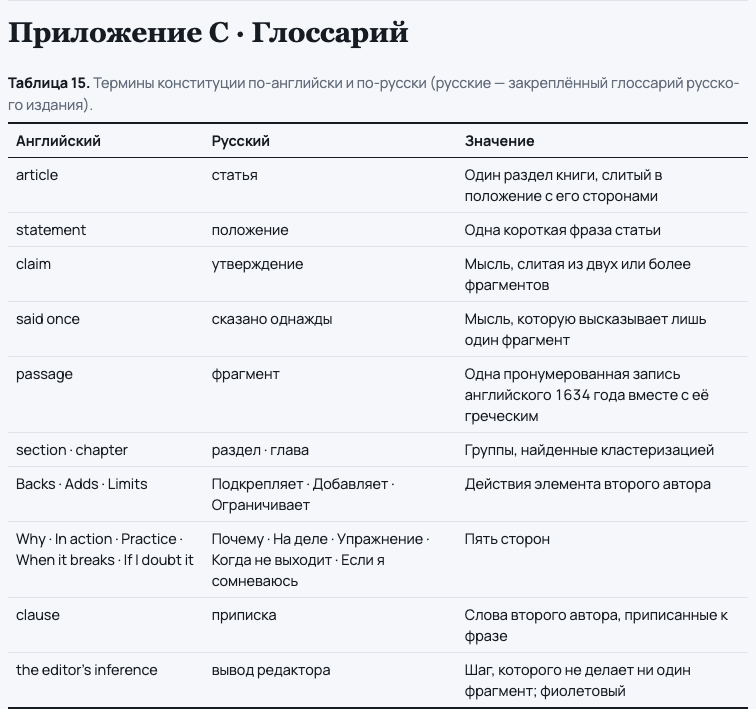 Приложение C · Глоссарий
Таблица 15. Термины конституции по-английски и по-русски (русские — закреплённый глоссарий русско-
го издания).
Английский Русский Значение
article статья Один раздел книги, слитый в
положение с его сторонами
statement положение Одна короткая фраза статьи
claim утверждение Мысль, слитая из двух или более
фрагментов
said once сказано однажды Мысль, которую высказывает лишь
один фрагмент
passage фрагмент Одна пронумерованная запись
английского 1634 года вместе с её
греческим
section · chapter раздел · глава Группы, найденные кластеризацией
Backs · Adds · Limits Подкрепляет · Добавляет · Действия элемента второго автора
Ограничивает
Why · In action · Practice · Почему · На деле · Упражнение · Пять сторон
When it breaks · If I doubt it Когда не выходит · Если я
сомневаюсь
clause приписка Слова второго автора, приписанные к
фразе
the editor's inference вывод редактора Шаг, которого не делает ни один
фрагмент; фиолетовый